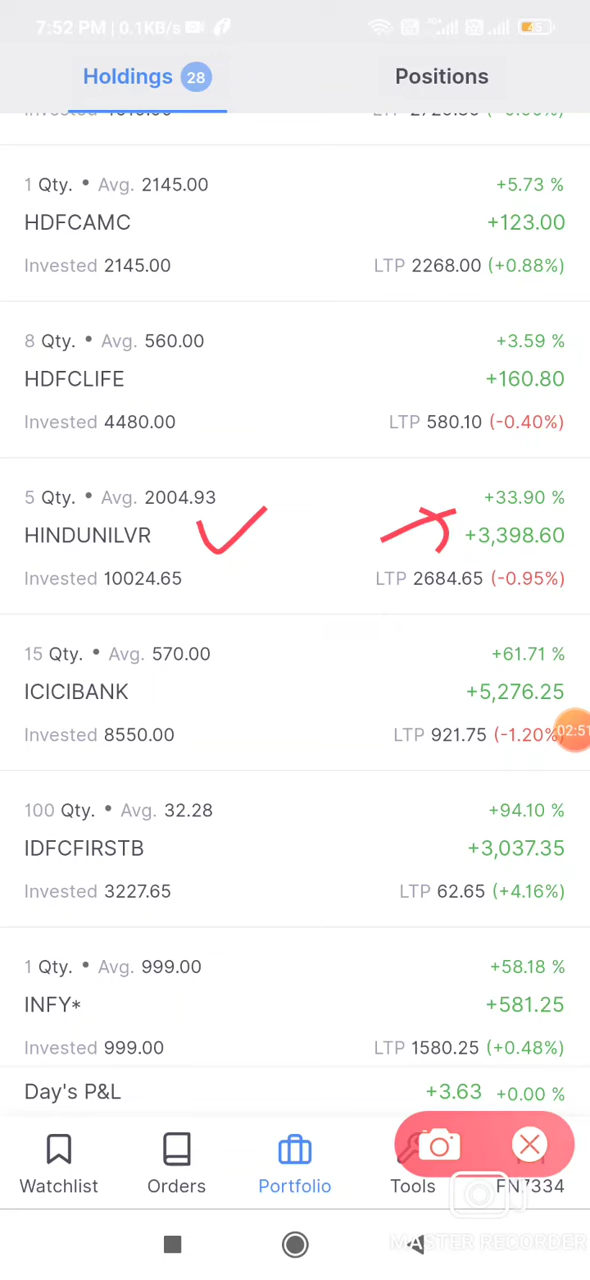 7:52 PM | 0.1KB/s
45
Holdings 28
Positions
1 Qty. • Avg. 2145.00 +5.73 %
HDFCAMC +123.00
Invested 2145.00 LTP 2268.00 (+0.88%)
8 Qty. • Avg. 560.00 +3.59 %
HDFCLIFE +160.80
Invested 4480.00 LTP 580.10 (-0.40%)
5 Qty. • Avg. 2004.93 +33.90 %
HINDUNILVR +3,398.60
Invested 10024.65 LTP 2684.65 (-0.95%)
15 Qty. • Avg. 570.00 +61.71 %
ICICIBANK +5,276.25
Invested 8550.00 LTP 921.75 (-1.20%)
02:51
100 Qty. • Avg. 32.28 +94.10 %
IDFCFIRSTB +3,037.35
Invested 3227.65 LTP 62.65 (+4.16%)
1 Qty. • Avg. 999.00 +58.18 %
INFY* +581.25
Invested 999.00 LTP 1580.25 (+0.48%)
Day's P&L +3.63 +0.00 %
Watchlist Orders Portfolio Tools FN7334
MASTER RECORDER